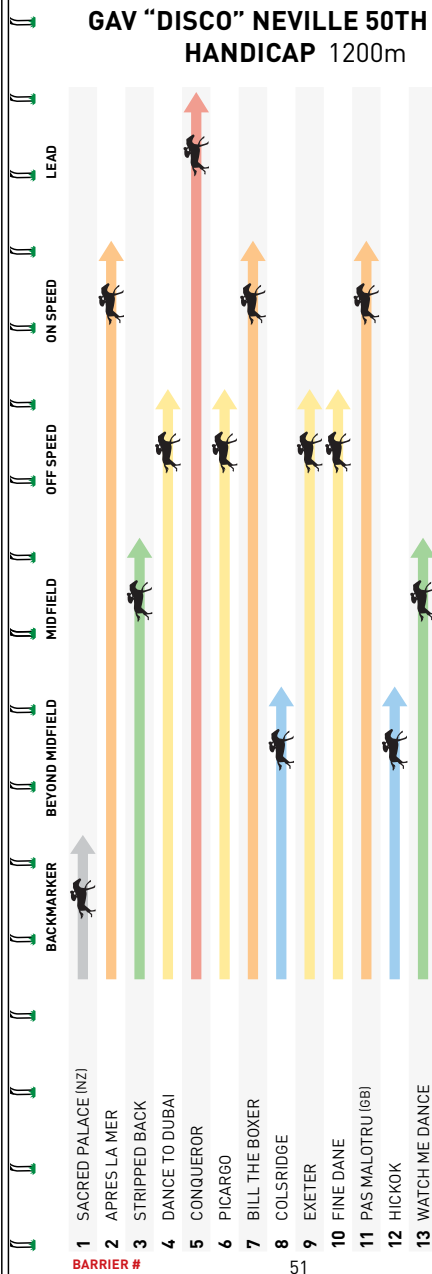 GAV “DISCO” NEVILLE 50TH
HANDICAP 1200m
LEAD
ON SPEED
OFF SPEED
MIDFIELD
BEYOND MIDFIELD
BACKMARKER
1 SACRED PALACE (NZ)
2 APRES LA MER
3 STRIPPED BACK
4 DANCE TO DUBAI
5 CONQUEROR
6 PICARGO
7 BILL THE BOXER
8 COLSRIDGE
9 EXETER
10 FINE DANE
11 PAS MALOTRU (GB)
12 HICKOK
13 WATCH ME DANCE
BARRIER #
51